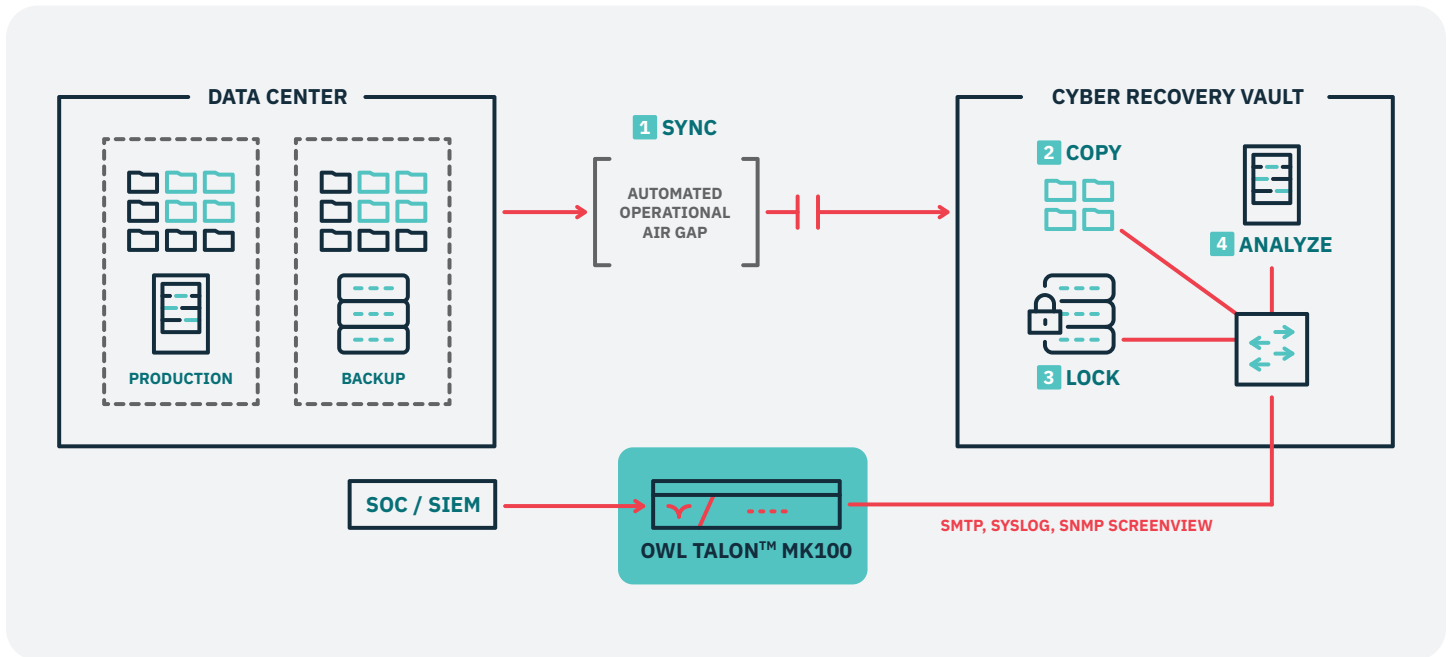 DATA CENTER
PRODUCTION
BACKUP
1 SYNC
AUTOMATED
OPERATIONAL
AIR GAP
CYBER RECOVERY VAULT
2 COPY
4 ANALYZE
3 LOCK
SOC / SIEM
OWL TALON™ MK100
SMTP, SYSLOG, SNMP SCREENVIEW